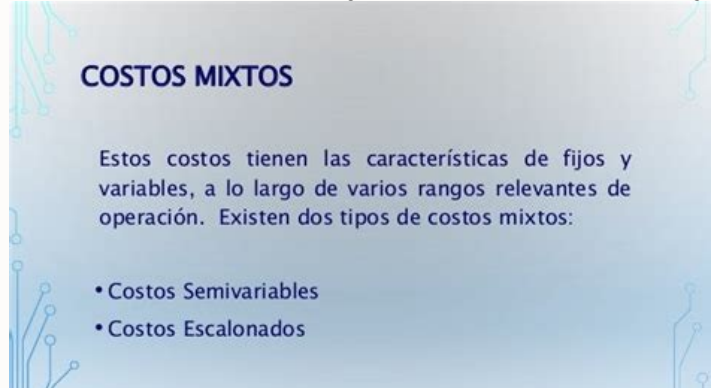 COSTOS MIXTOS
Estos costos tienen las características de fijos y
variables, a lo largo de varios rangos relevantes de
operación. Existen dos tipos de costos mixtos:
• Costos Semivariables
• Costos Escalonados